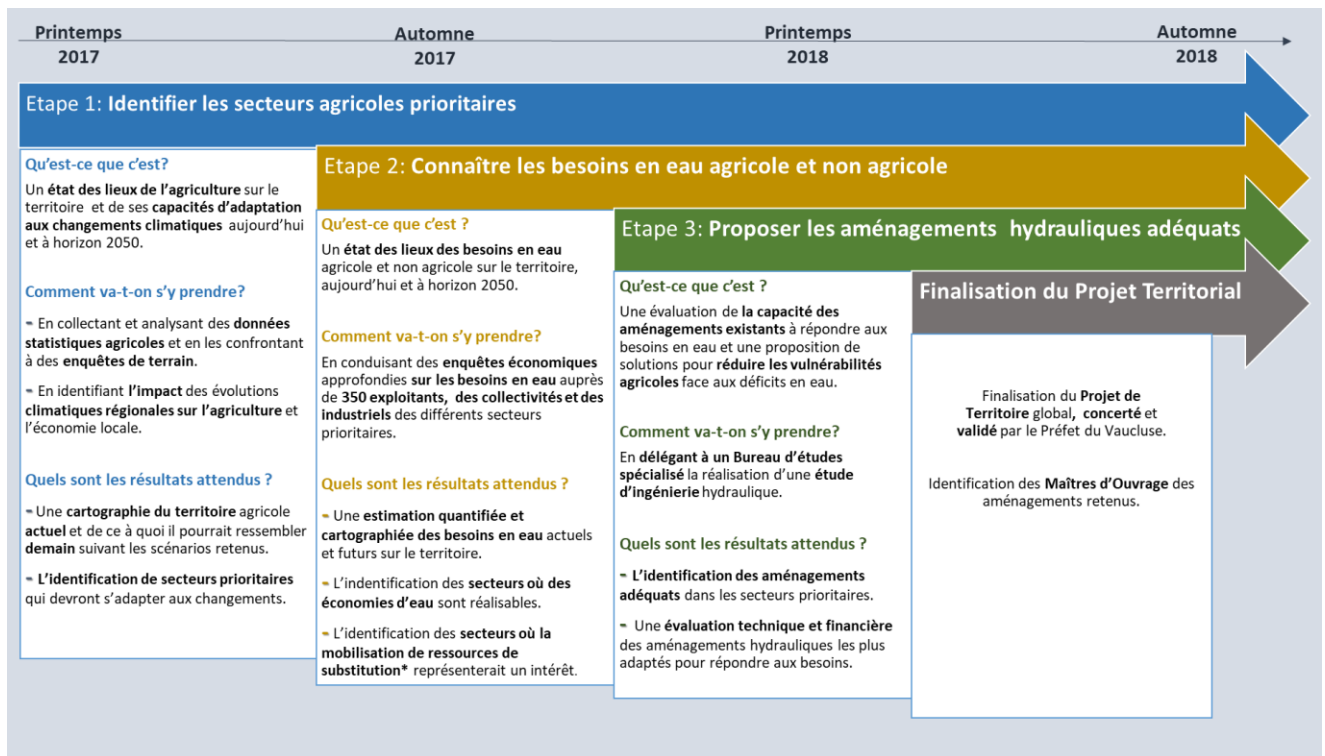 Printemps
2017
Automne
2017
Printemps
2018
Automne
2018
Etape 1: Identifier les secteurs agricoles prioritaires
Qu'est-ce que c'est?
Un état des lieux de l'agriculture sur le
territoire et de ses capacités d'adaptation
aux changements climatiques aujourd'hui
et à horizon 2050.
Comment va-t-on s'y prendre?
- En collectant et analysant des données
statistiques agricoles et en les confrontant
à des enquêtes de terrain.
- En identifiant l'impact des évolutions
climatiques régionales sur l'agriculture et
l'économie locale.
Quels sont les résultats attendus ?
- Une cartographie du territoire agricole
actuel et de ce à quoi il pourrait ressembler
demain suivant les scénarios retenus.
- L'identification de secteurs prioritaires
qui devront s'adapter aux changements.
Etape 2: Connaître les besoins en eau agricole et non agricole
Qu'est-ce que c'est ?
Un état des lieux des besoins en eau
agricole et non agricole sur le territoire,
aujourd'hui et à horizon 2050.
Comment va-t-on s'y prendre?
En conduisant des enquêtes économiques
approfondies sur les besoins en eau auprès
de 350 exploitants, des collectivités et des
industriels des différents secteurs
prioritaires.
Quels sont les résultats attendus ?
- Une estimation quantifiée et
cartographiée des besoins en eau actuels
et futurs sur le territoire.
- L'indentification des secteurs où des
économies d'eau sont réalisables.
- L'identification des secteurs où la
mobilisation de ressources de
substitution* représenterait un intérêt.
Etape 3: Proposer les aménagements hydrauliques adéquats
Qu'est-ce que c'est ?
Une évaluation de la capacité des
aménagements existants à répondre aux
besoins en eau et une proposition de
solutions pour réduire les vulnérabilités
agricoles face aux déficits en eau.
Comment va-t-on s'y prendre?
En délégant à un Bureau d'études
spécialisé la réalisation d'une étude
d'ingénierie hydraulique.
Quels sont les résultats attendus ?
- L'identification des aménagements
adéquats dans les secteurs prioritaires.
- Une évaluation technique et financière
des aménagements hydrauliques les plus
adaptés pour répondre aux besoins.
Finalisation du Projet Territorial
Finalisation du Projet de
Territoire global, concerté et
validé par le Préfet du Vaucluse.
Identification des Maîtres d'Ouvrage des
aménagements retenus.